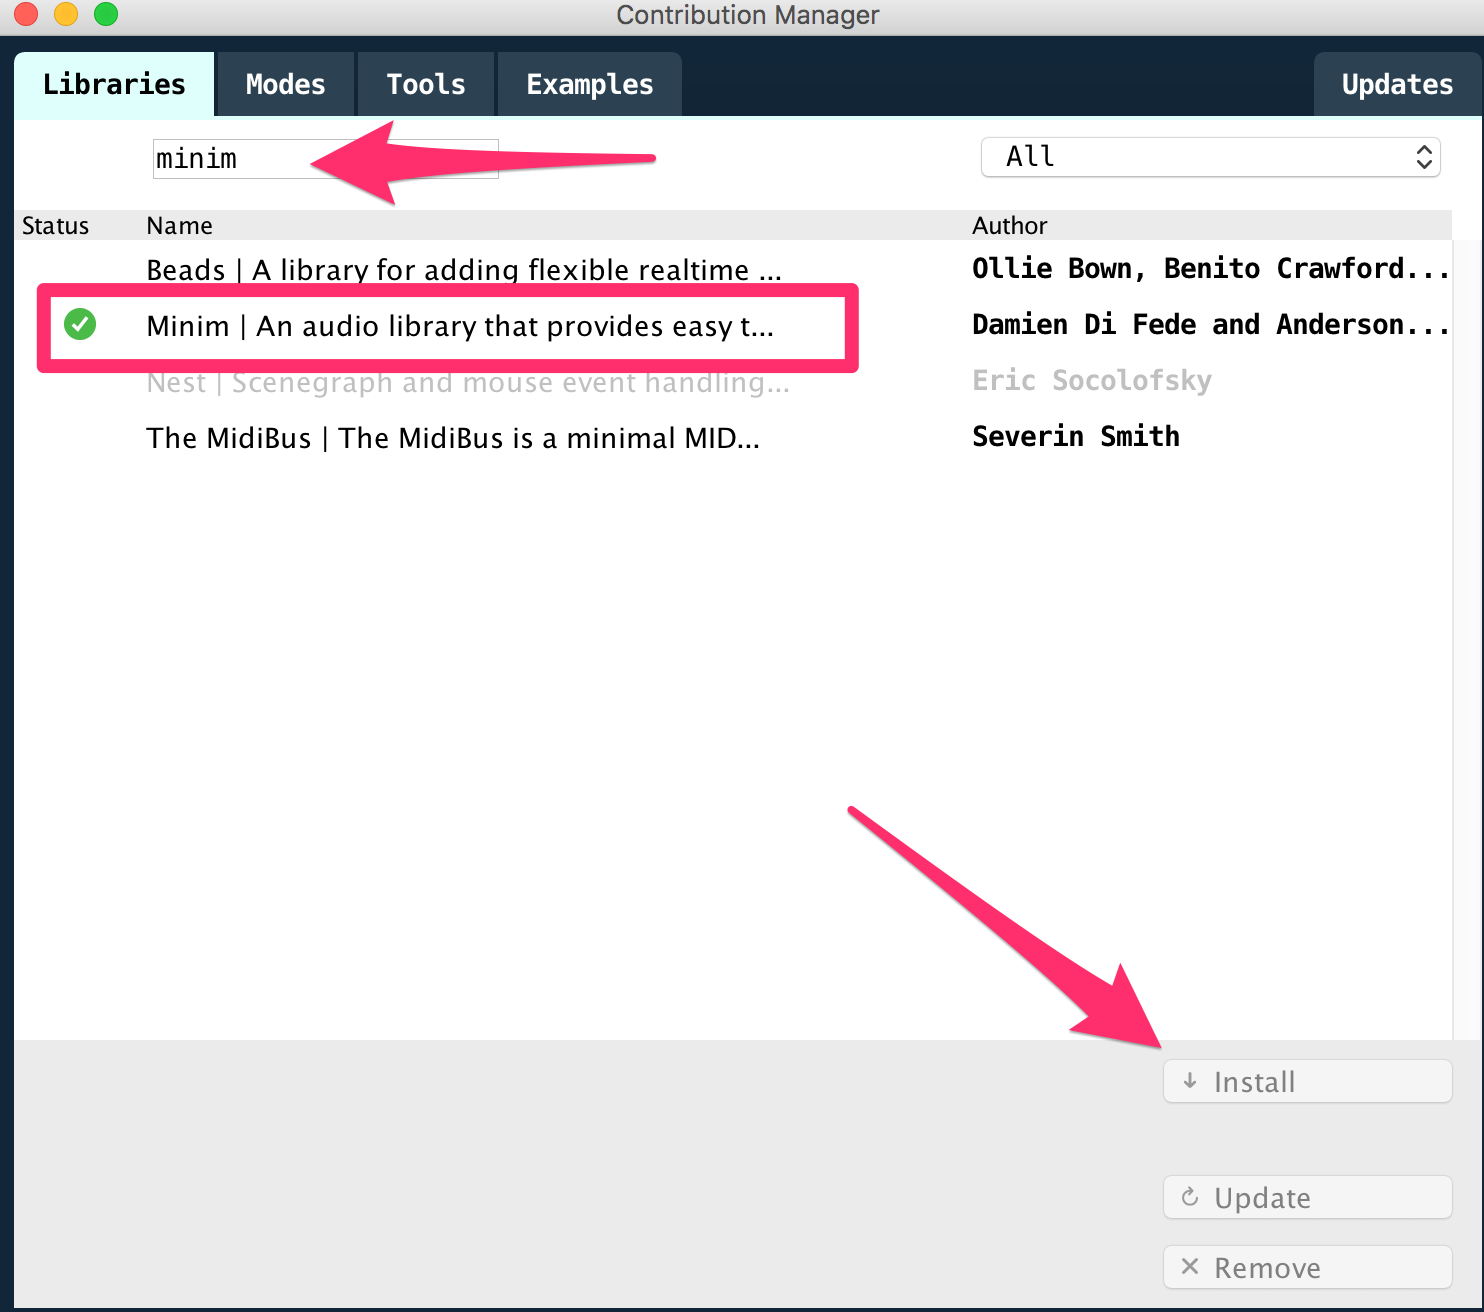 Contribution Manager
Libraries Modes Tools Examples Updates
minim All
Status Name Author
Beads | A library for adding flexible realtime ... Ollie Bown, Benito Crawford...
Minim | An audio library that provides easy t... Damien Di Fede and Anderson...
Nest | Scenegraph and mouse event handling... Eric Socolofsky
The MidiBus | The MidiBus is a minimal MID... Severin Smith
Install
Update
Remove